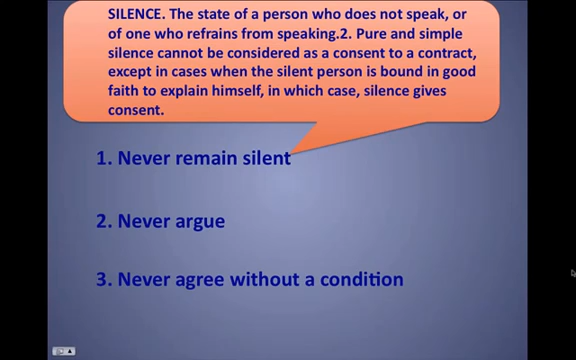 SILENCE. The state of a person who does not speak, or
of one who refrains from speaking.2. Pure and simple
silence cannot be considered as a consent to a contract,
except in cases when the silent person is bound in good
faith to explain himself, in which case, silence gives
consent.
1. Never remain silent
2. Never argue
3. Never agree without a condition